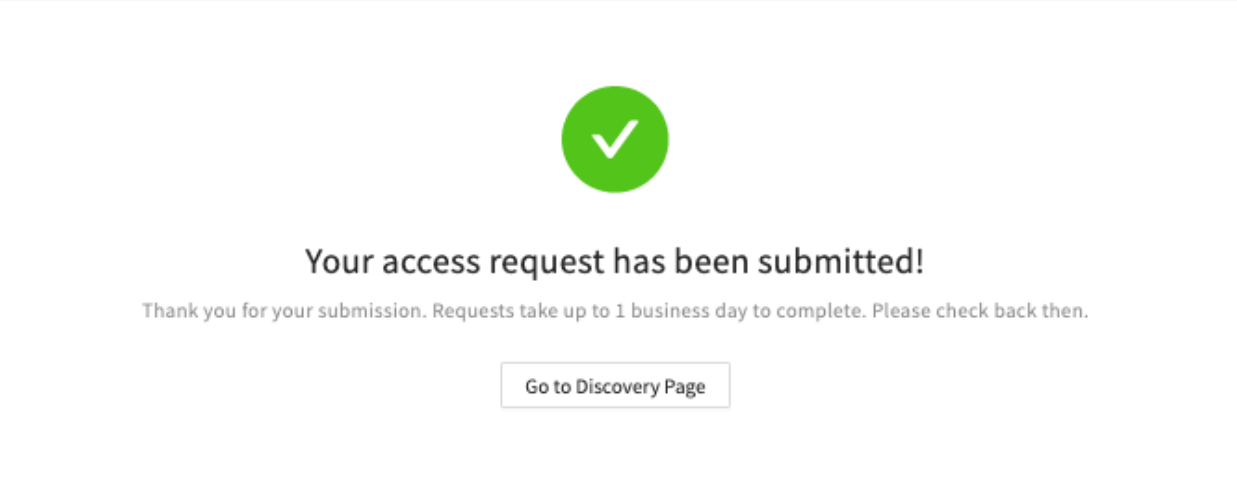 Your access request has been submitted!
Thank you for your submission. Requests take up to 1 business day to complete. Please check back then.
Go to Discovery Page